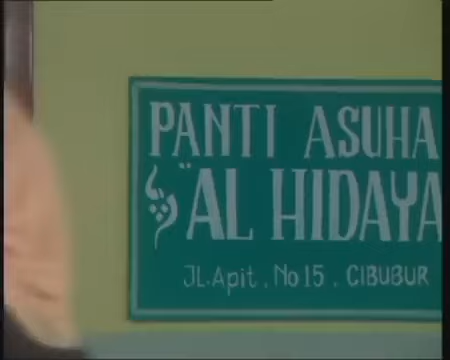 PANTI ASUHA
"AL HIDAYA
JL. Apit . No 15 . CIBUBUR